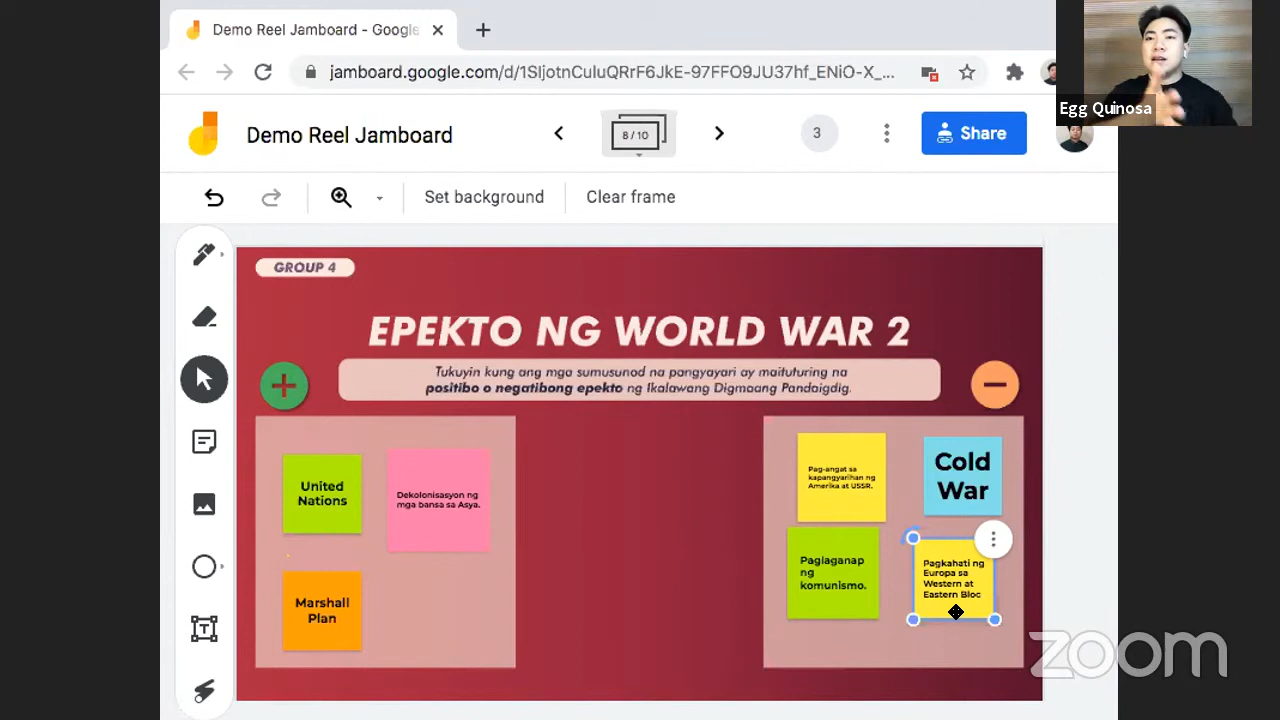 Demo Reel Jamboard - Google
jamboard.google.com/d/1SljotnCuluQRrF6JkE-97FFO9JU37hf_ENiO-X_...
Egg Quinosa
Demo Reel Jamboard
8 / 10
3
Share
Set background
Clear frame
GROUP 4
EPEKTO NG WORLD WAR 2
Tukuyin kung ang mga sumusunod na pangyayari ay maituturing na
positibo o negatibong epekto ng Ikalawang Digmaang Pandaigdig.
United
Nations
Dekolonisasyon ng
mga bansa sa Asya.
Marshall
Plan
Pag-angat sa
kapangyarihan ng
Amerika at USSR.
Cold
War
Paglaganap
ng
komunismo.
Pagkahati ng
Europa sa
Western at
Eastern Bloc
zoom